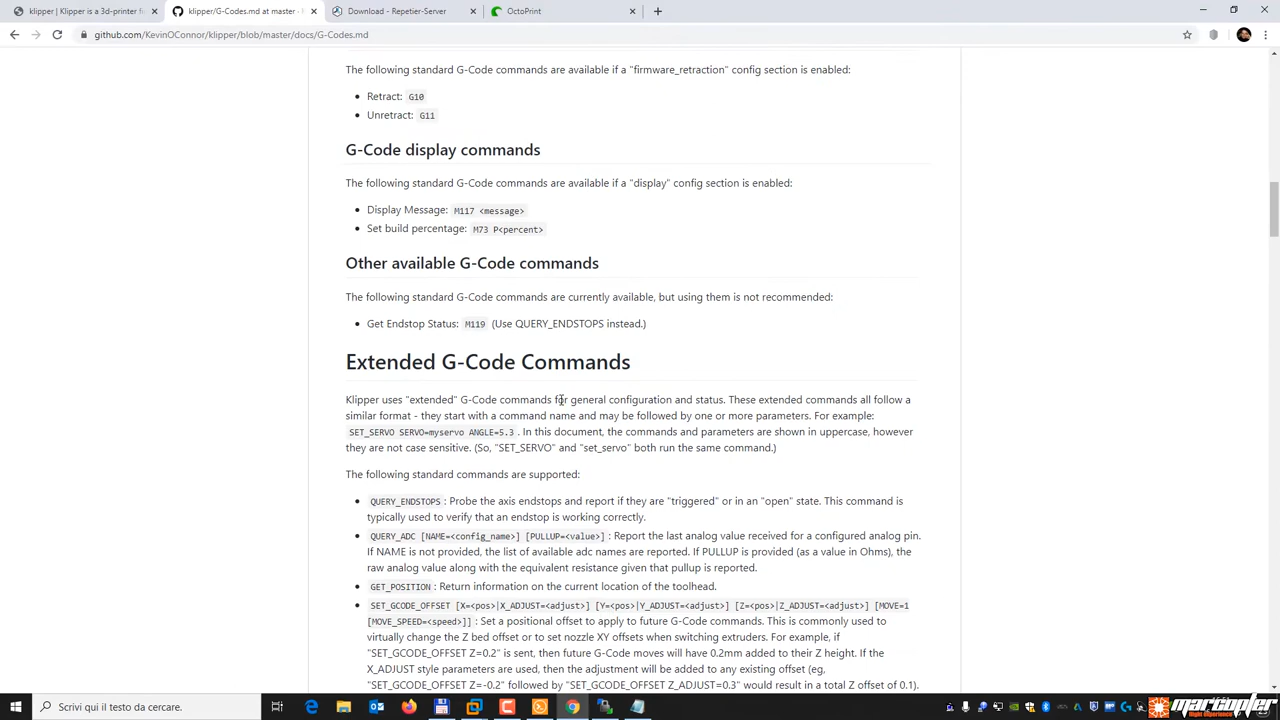 klipper | Klipper is a 3d-printer f
klipper/G-Codes.md at master · K
Download - Repetier-Server
OctoPrint
github.com/KevinOConnor/klipper/blob/master/docs/G-Codes.md
The following standard G-Code commands are available if a "firmware_retraction" config section is enabled:
Retract: G10
Unretract: G11
G-Code display commands
The following standard G-Code commands are available if a "display" config section is enabled:
Display Message: M117 <message>
Set build percentage: M73 P<percent>
Other available G-Code commands
The following standard G-Code commands are currently available, but using them is not recommended:
Get Endstop Status: M119 (Use QUERY_ENDSTOPS instead.)
Extended G-Code Commands
Klipper uses "extended" G-Code commands for general configuration and status. These extended commands all follow a
similar format - they start with a command name and may be followed by one or more parameters. For example:
SET_SERVO SERVO=myservo ANGLE=5.3 . In this document, the commands and parameters are shown in uppercase, however
they are not case sensitive. (So, "SET_SERVO" and "set_servo" both run the same command.)
The following standard commands are supported:
QUERY_ENDSTOPS : Probe the axis endstops and report if they are "triggered" or in an "open" state. This command is
typically used to verify that an endstop is working correctly.
QUERY_ADC [NAME=<config_name>] [PULLUP=<value>] : Report the last analog value received for a configured analog pin.
If NAME is not provided, the list of available adc names are reported. If PULLUP is provided (as a value in Ohms), the
raw analog value along with the equivalent resistance given that pullup is reported.
GET_POSITION : Return information on the current location of the toolhead.
SET_GCODE_OFFSET [X=<pos>|X_ADJUST=<adjust>] [Y=<pos>|Y_ADJUST=<adjust>] [Z=<pos>|Z_ADJUST=<adjust>] [MOVE=1
[MOVE_SPEED=<speed>]] : Set a positional offset to apply to future G-Code commands. This is commonly used to
virtually change the Z bed offset or to set nozzle XY offsets when switching extruders. For example, if
"SET_GCODE_OFFSET Z=0.2" is sent, then future G-Code moves will have 0.2mm added to their Z height. If the
X_ADJUST style parameters are used, then the adjustment will be added to any existing offset (eg,
"SET_GCODE_OFFSET Z=-0.2" followed by "SET_GCODE_OFFSET Z_ADJUST=0.3" would result in a total Z offset of 0.1).
Scrivi qui il testo da cercare.
marcopter